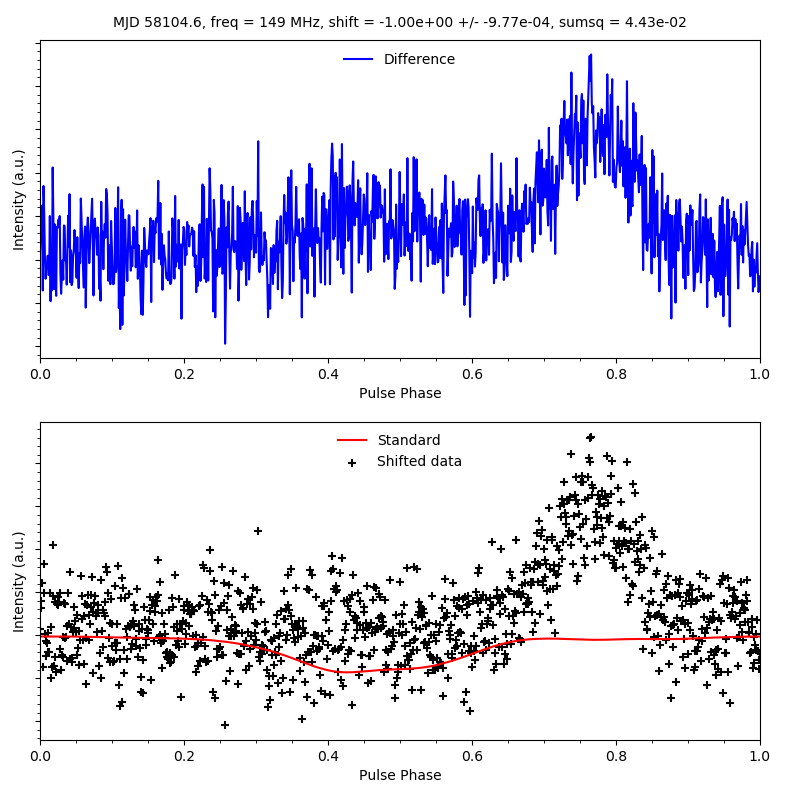 MJD 58104.6, freq = 149 MHz, shift = -1.00e+00 +/- -9.77e-04, sumsq = 4.43e-02
Difference
Intensity (a.u.)
0.0 0.2 0.4 0.6 0.8 1.0
Pulse Phase
Standard
Shifted data
Intensity (a.u.)
0.0 0.2 0.4 0.6 0.8 1.0
Pulse Phase